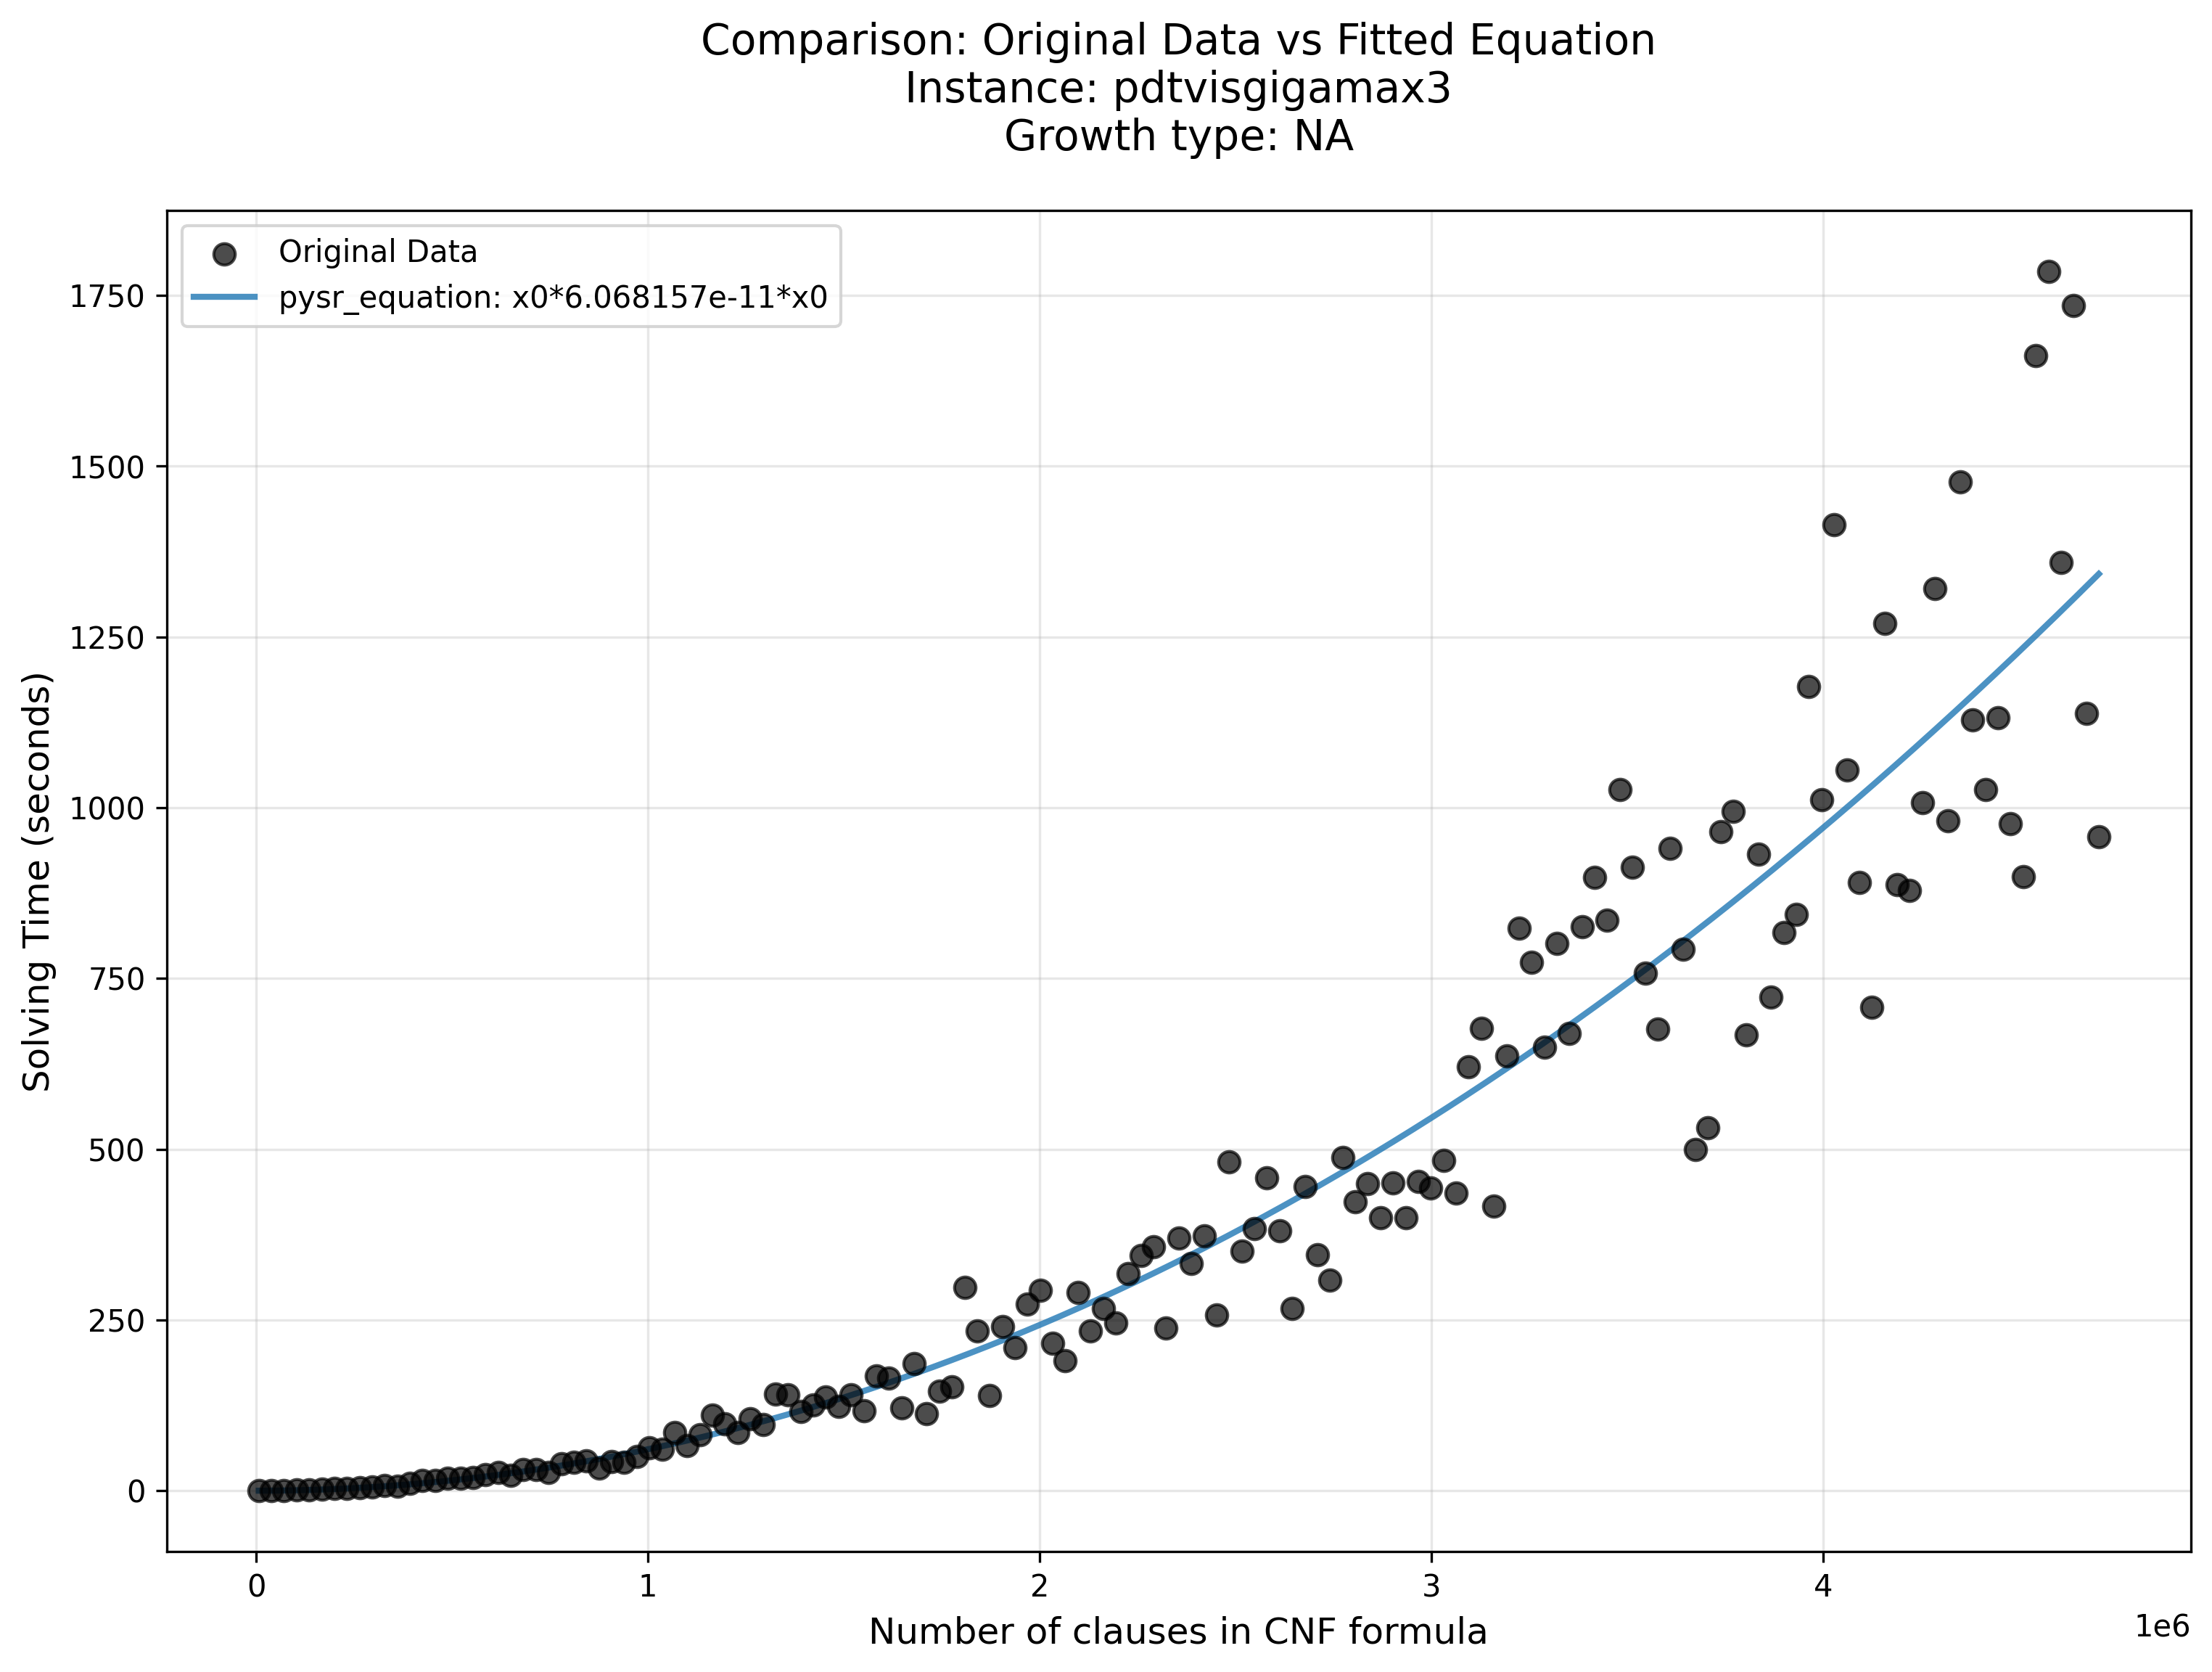 Comparison: Original Data vs Fitted Equation
Instance: pdtvisgigamax3
Growth type: NA
Original Data
pysr_equation: x0*6.068157e-11*x0
1750
1500
1250
1000
750
500
250
0
Solving Time (seconds)
0
1
2
3
4
1e6
Number of clauses in CNF formula